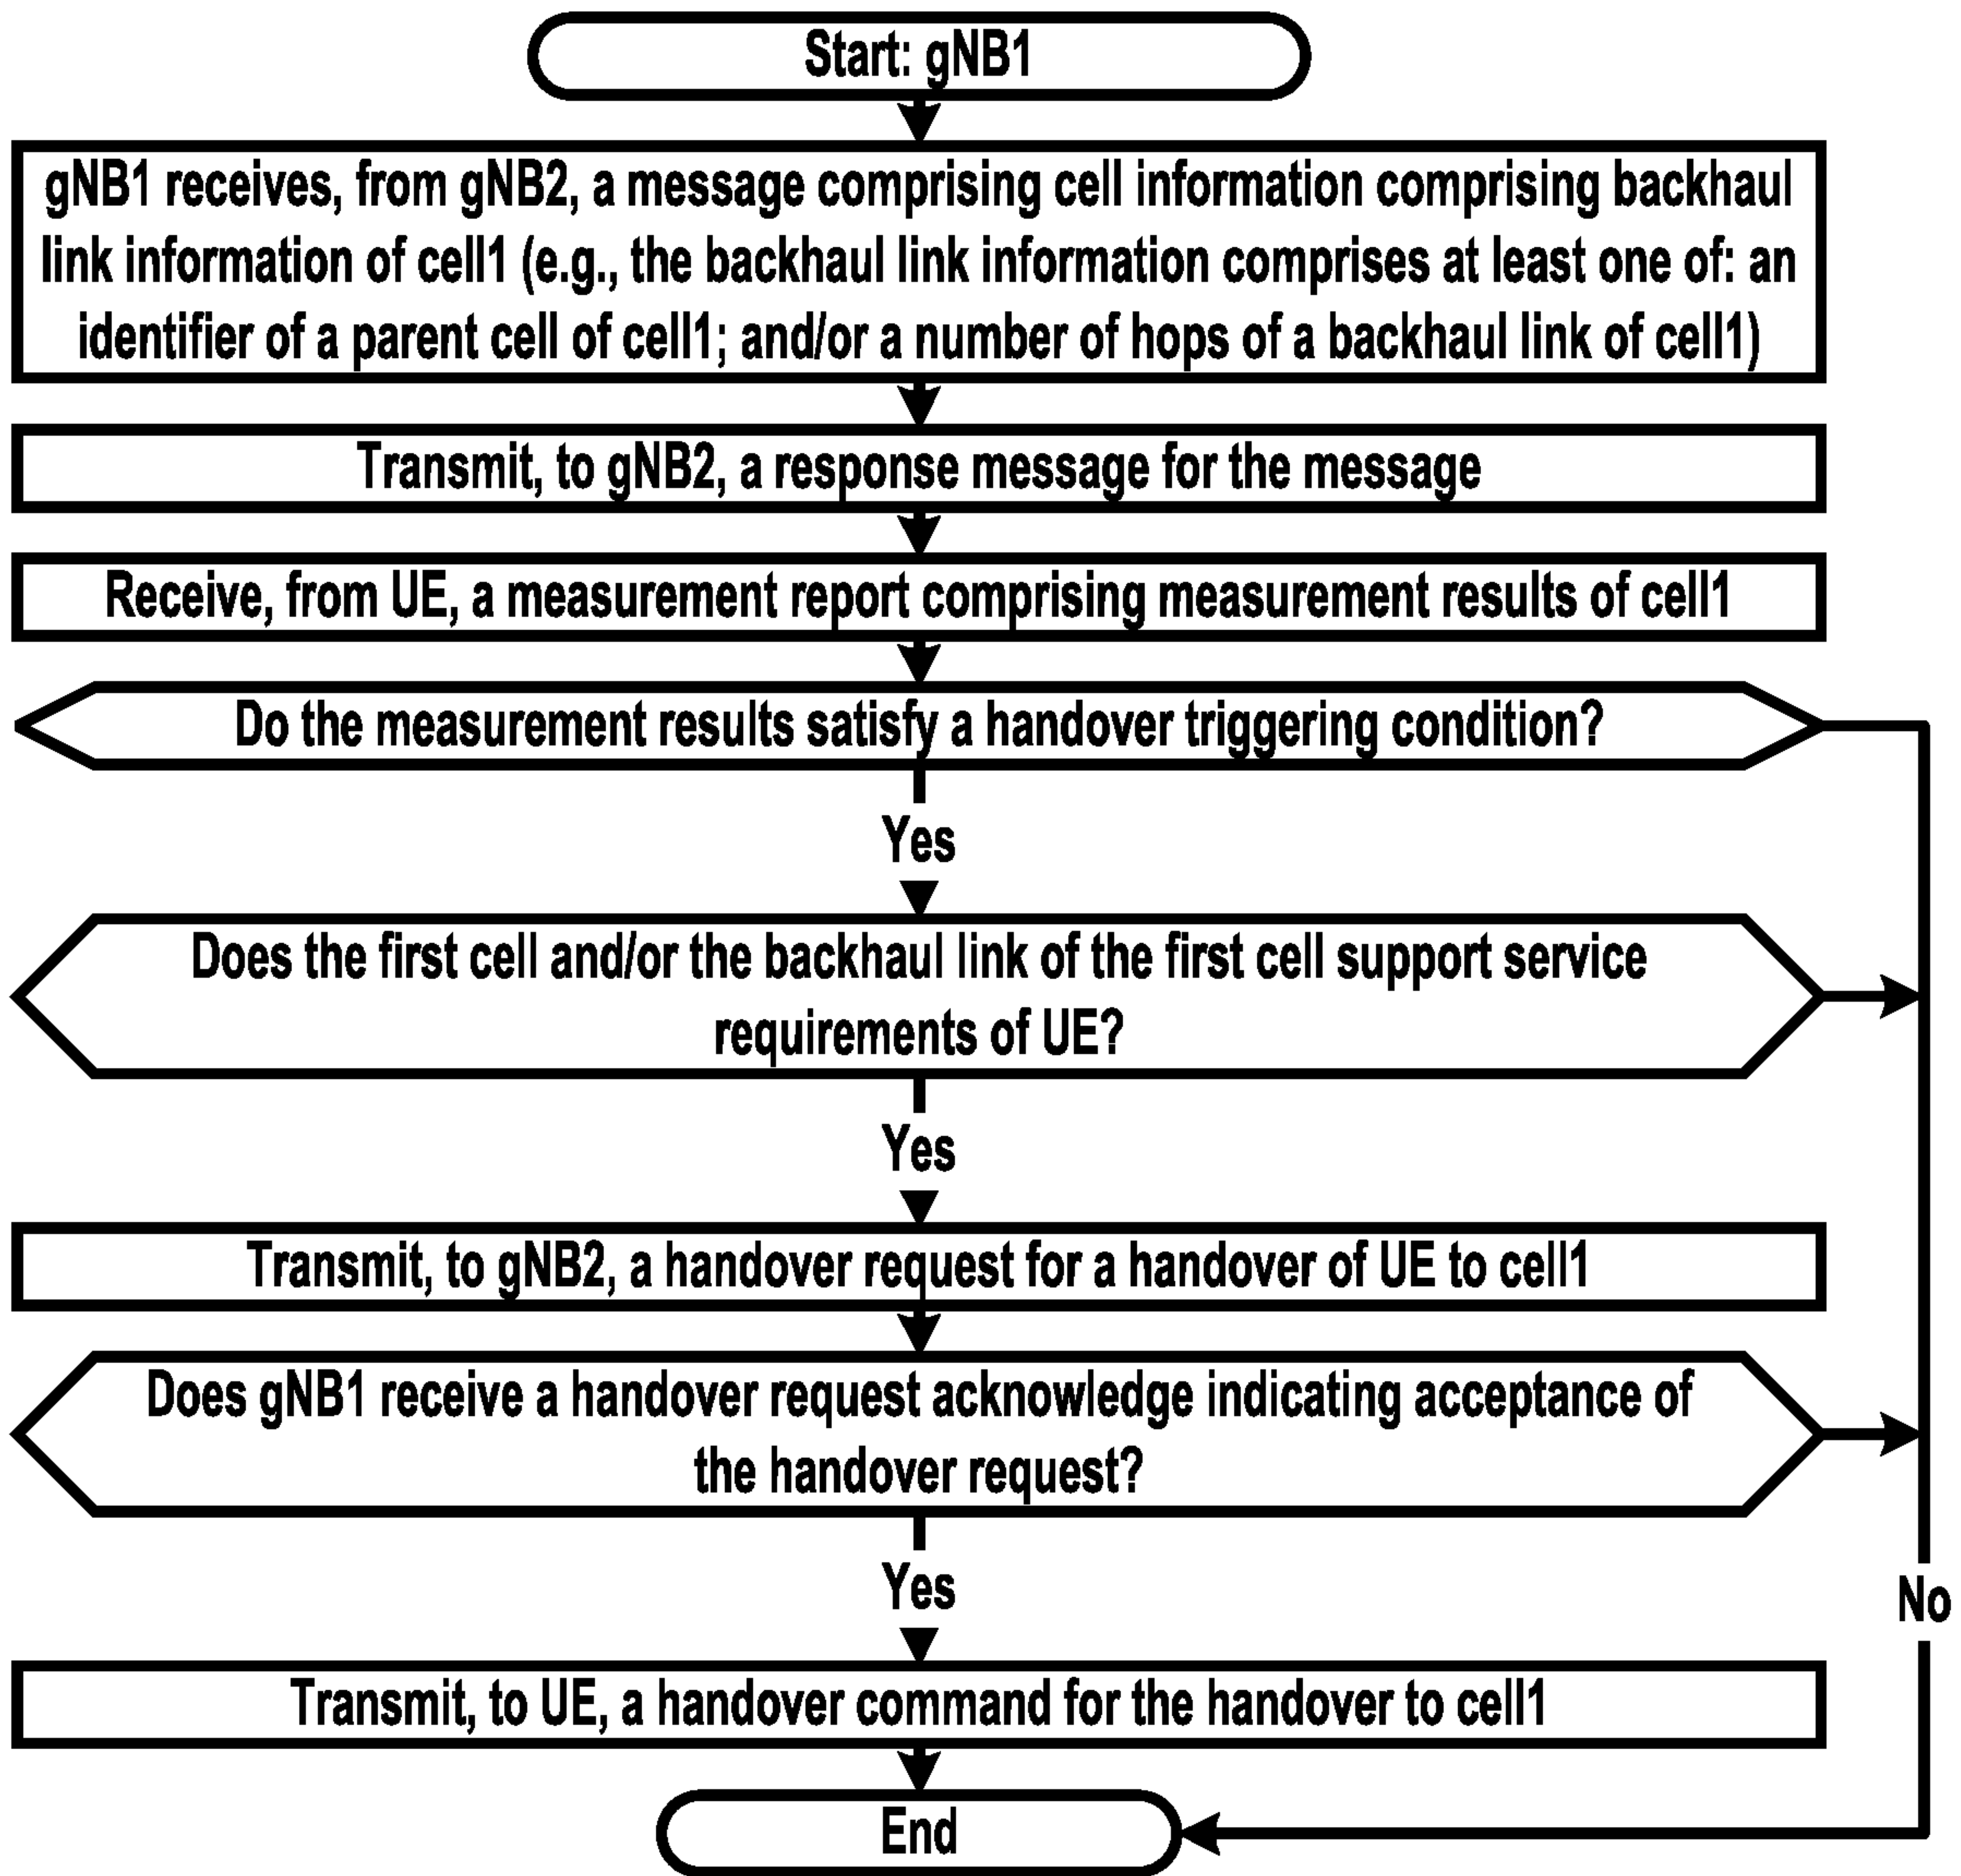 Start: gNB1
gNB1 receives, from gNB2, a message comprising cell information comprising backhaul
link information of cell1 (e.g., the backhaul link information comprises at least one of: an
identifier of a parent cell of cell1; and/or a number of hops of a backhaul link of cell1)
Transmit, to gNB2, a response message for the message
Receive, from UE, a measurement report comprising measurement results of cell1
Do the measurement results satisfy a handover triggering condition?
Yes
Does the first cell and/or the backhaul link of the first cell support service
requirements of UE?
Yes
Transmit, to gNB2, a handover request for a handover of UE to cell1
Does gNB1 receive a handover request acknowledge indicating acceptance of
the handover request?
Yes
No
Transmit, to UE, a handover command for the handover to cell1
End